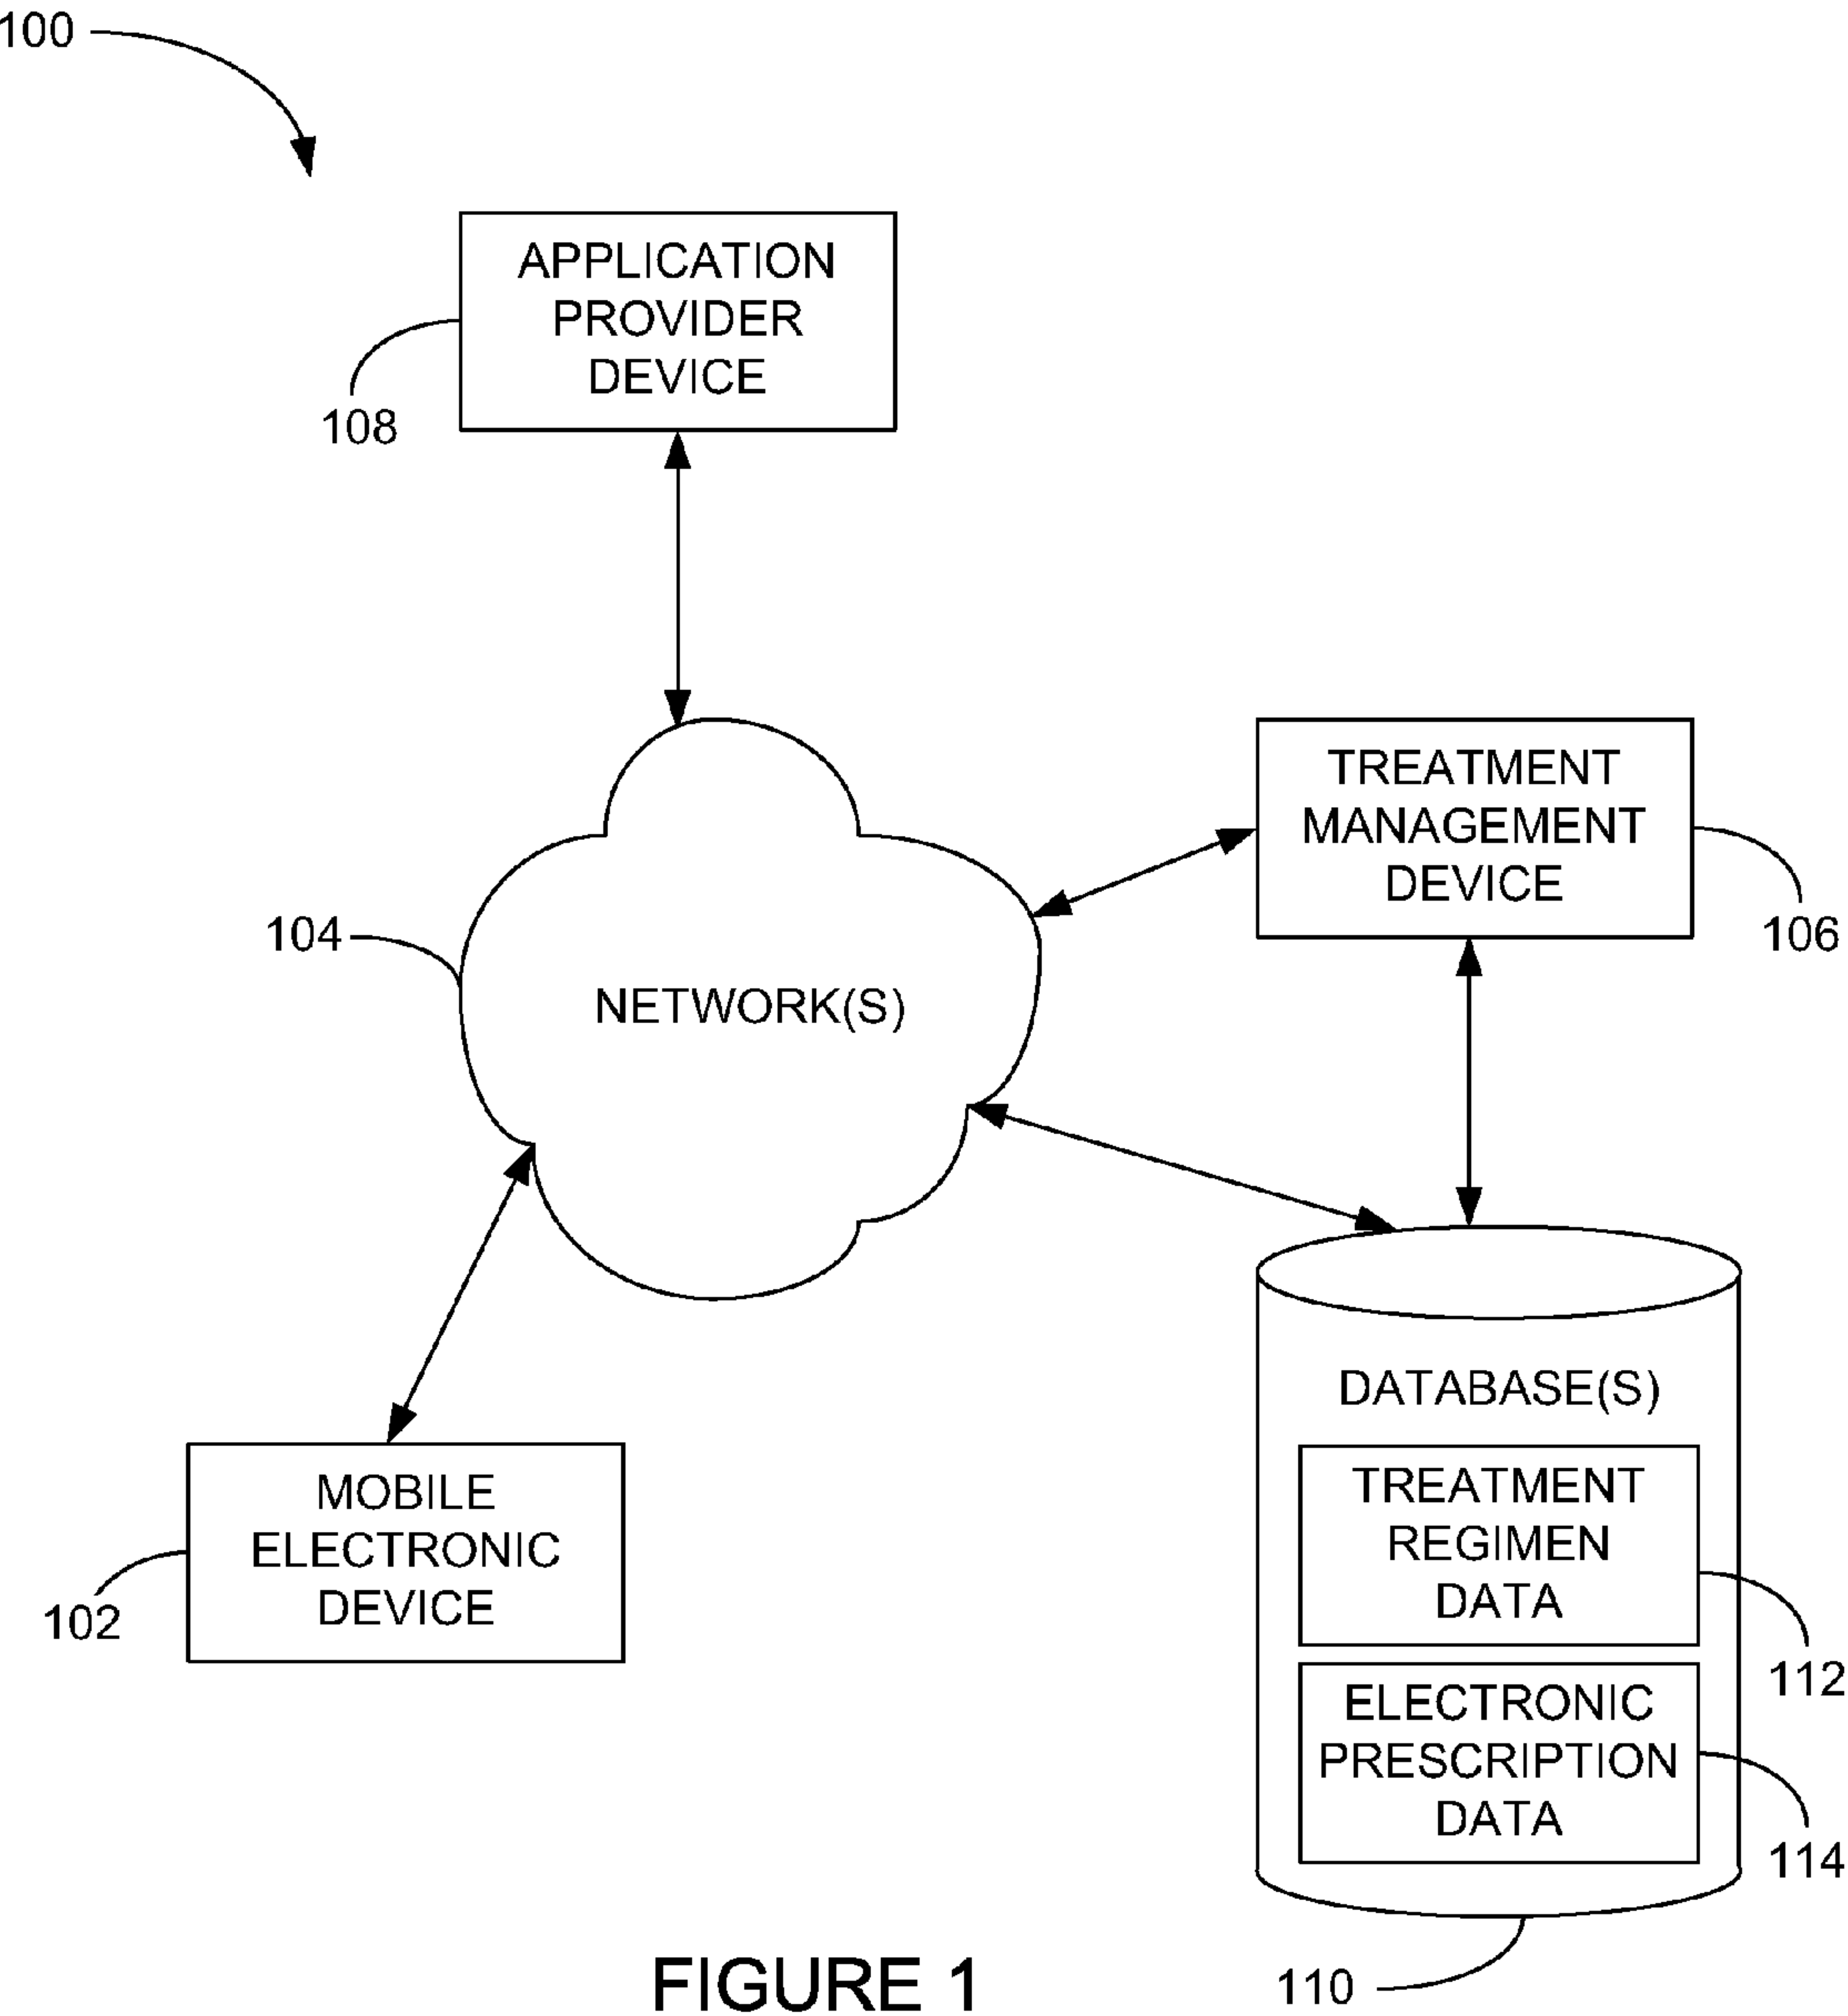 100
APPLICATION
PROVIDER
DEVICE
108
TREATMENT
MANAGEMENT
DEVICE
106
104
NETWORK(S)
DATABASE(S)
MOBILE
ELECTRONIC
DEVICE
102
TREATMENT
REGIMEN
DATA
112
ELECTRONIC
PRESCRIPTION
DATA
114
110
FIGURE 1